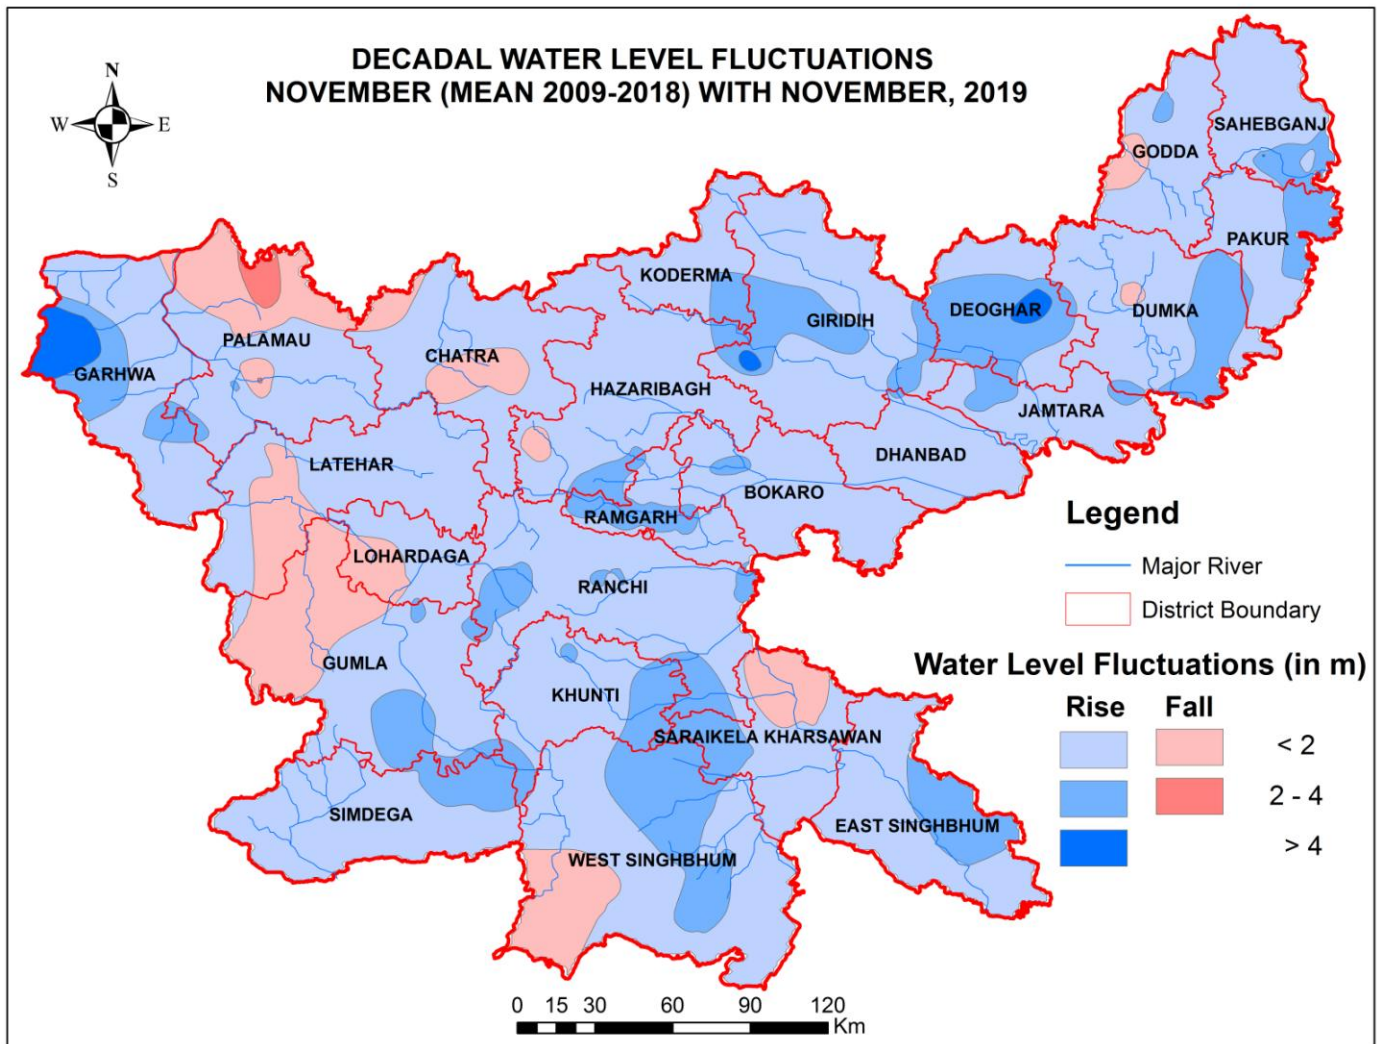 DECADAL WATER LEVEL FLUCTUATIONS
NOVEMBER (MEAN 2009-2018) WITH NOVEMBER, 2019
N
W E
S
SAHEBGANJ
GODDA
PAKUR
KODERMA
DEOGHAR
DUMKA
GIRIDIH
PALAMAU
CHATRA
GARHWA
HAZARIBAGH
JAMTARA
DHANBAD
LATEHAR
BOKARO
RAMGARH
LOHARDAGA
RANCHI
GUMLA
KHUNTI
SARAIKELA KHARSAWAN
SIMDEGA
EAST SINGHBHUM
WEST SINGHBHUM
Legend
Major River
District Boundary
Water Level Fluctuations (in m)
Rise Fall
< 2
2 - 4
> 4
0 15 30 60 90 120
Km